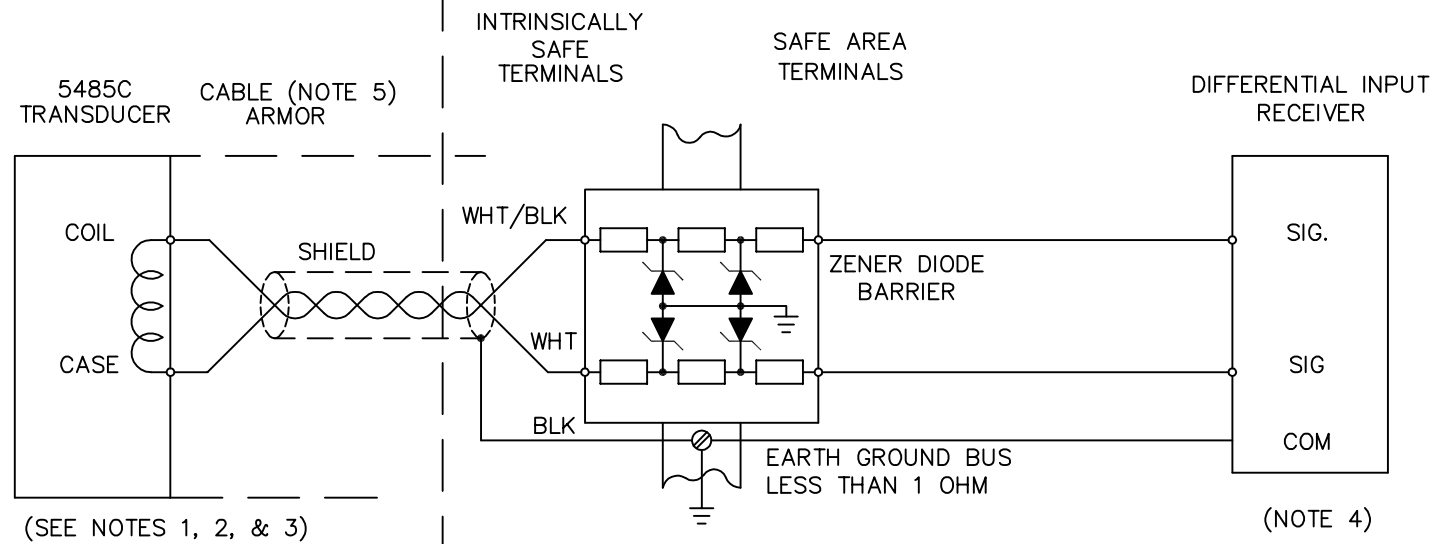 INTRINSICALLY
SAFE
TERMINALS
SAFE AREA
TERMINALS
5485C
TRANSDUCER
CABLE (NOTE 5)
ARMOR
DIFFERENTIAL INPUT
RECEIVER
COIL
SHIELD
WHT/BLK
ZENER DIODE
BARRIER
SIG.
CASE
WHT
SIG
BLK
EARTH GROUND BUS
LESS THAN 1 OHM
COM
(SEE NOTES 1, 2, & 3)
(NOTE 4)